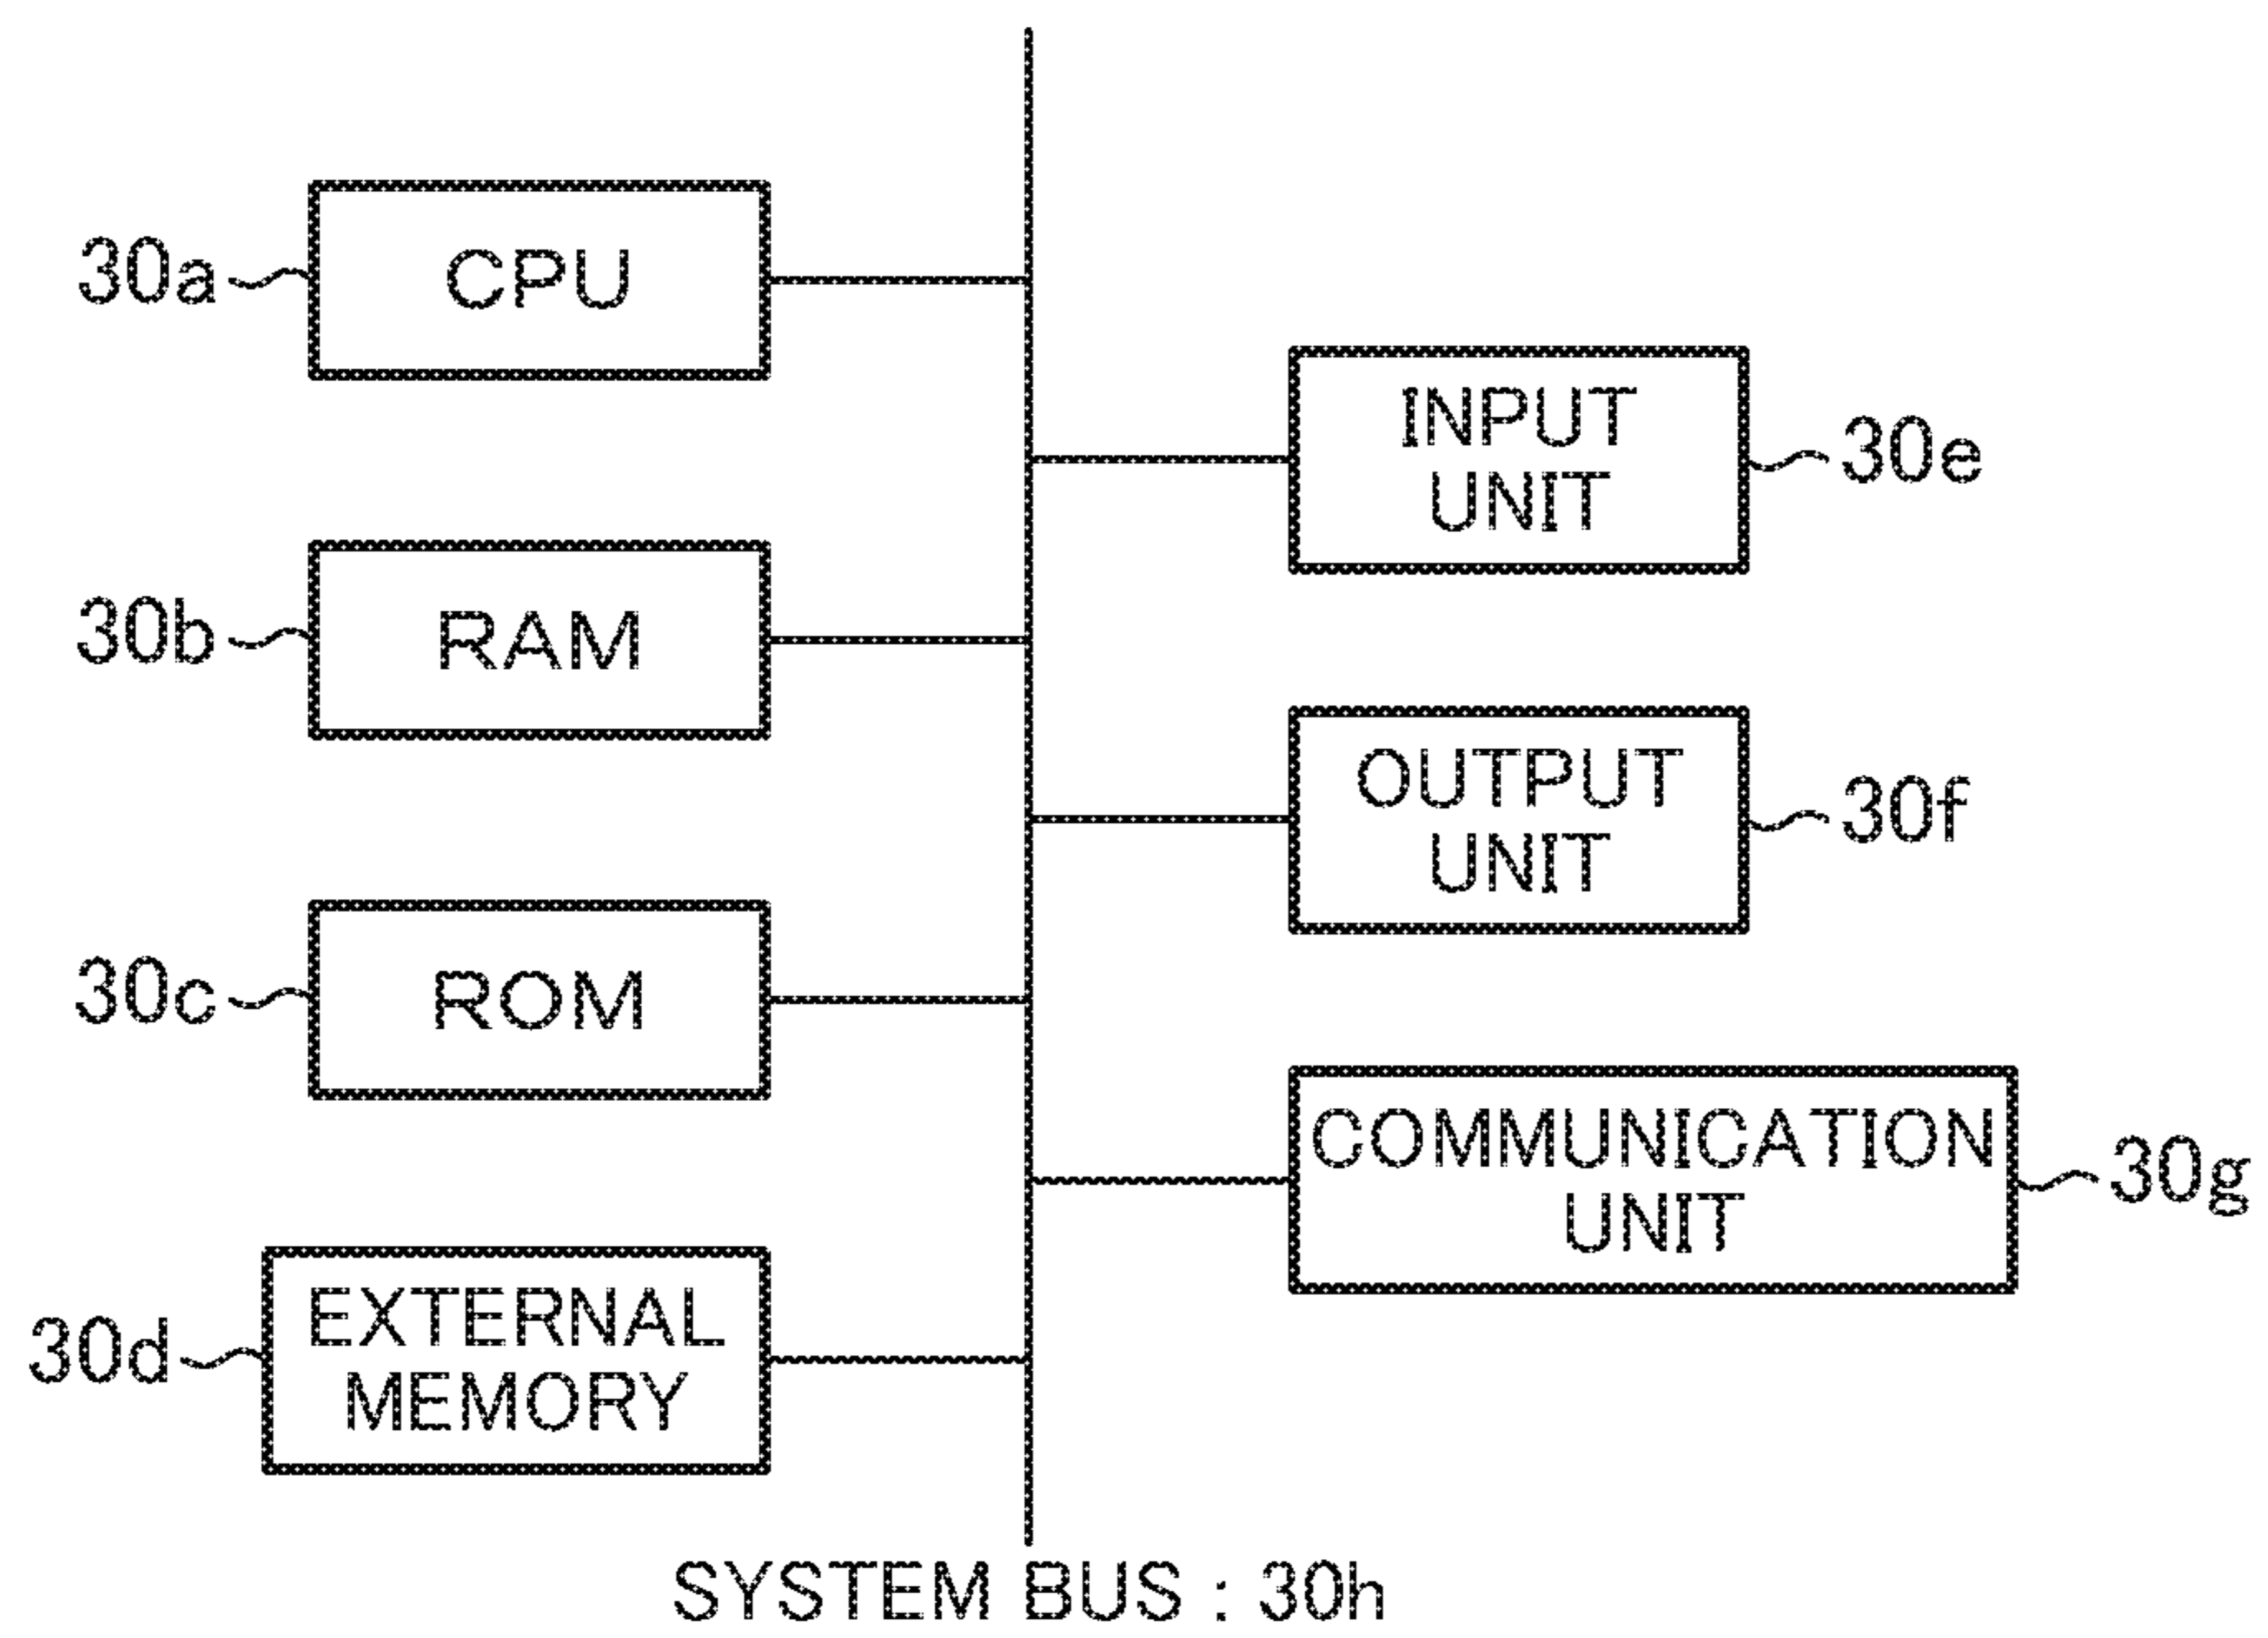 30a
CPU
30b
RAM
30c
ROM
30d
EXTERNAL
MEMORY
INPUT
UNIT
30e
OUTPUT
UNIT
30f
COMMUNICATION
UNIT
30g
SYSTEM BUS : 30h